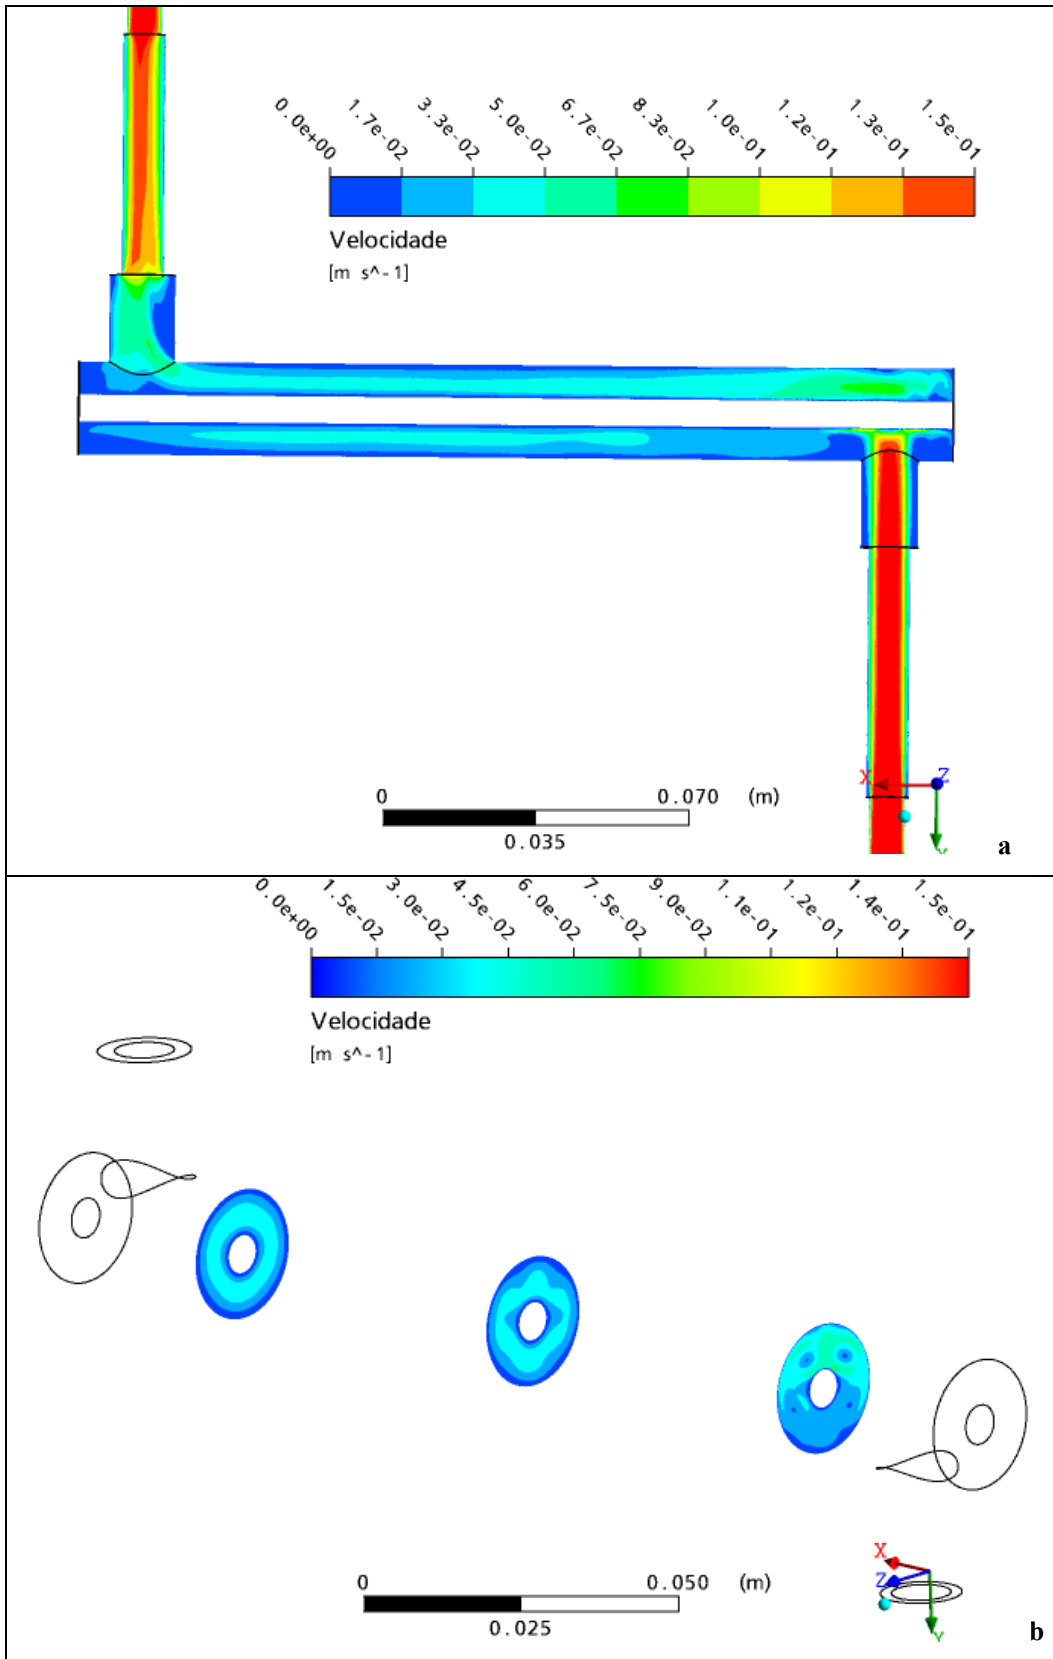 0.0e+00 1.7e-02 3.3e-02 5.0e-02 6.7e-02 8.3e-02 1.0e-01 1.2e-01 1.3e-01 1.5e-01
Velocidade
[m s^-1]
X Z
Y
0 0.070 (m)
0.035
a
0.0e+00 1.5e-02 3.0e-02 4.5e-02 6.0e-02 7.5e-02 9.0e-02 1.1e-01 1.2e-01 1.4e-01 1.5e-01
Velocidade
[m s^-1]
X
Z
Y
0 0.050 (m)
0.025
b